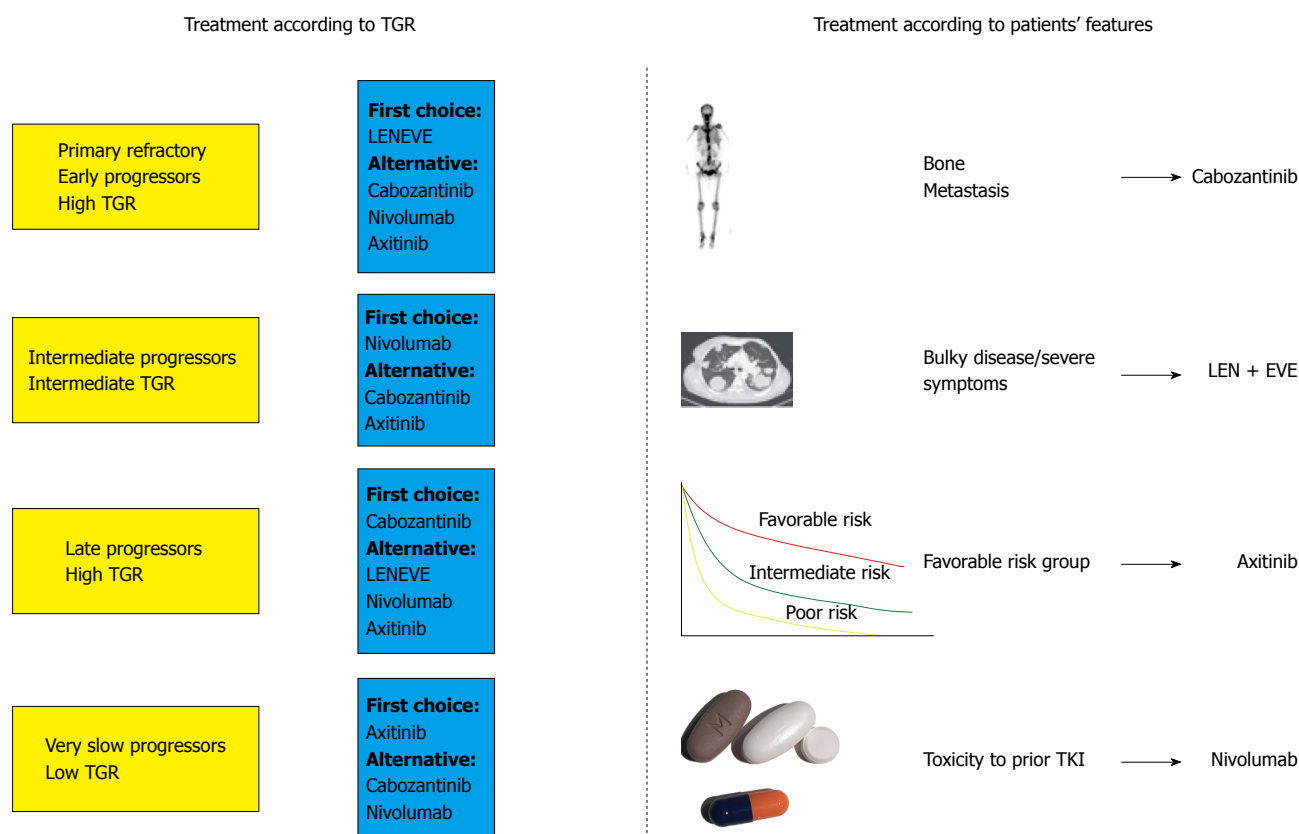 Treatment according to TGR
Treatment according to patients’ features
Primary refractory
Early progressors
High TGR
First choice:
LENEVE
Alternative:
Cabozantinib
Nivolumab
Axitinib
Bone
Metastasis
Cabozantinib
Intermediate progressors
Intermediate TGR
First choice:
Nivolumab
Alternative:
Cabozantinib
Axitinib
Bulky disease/severe
symptoms
LEN + EVE
Late progressors
High TGR
First choice:
Cabozantinib
Alternative:
LENEVE
Nivolumab
Axitinib
Favorable risk
Intermediate risk
Poor risk
Favorable risk group
Axitinib
Very slow progressors
Low TGR
First choice:
Axitinib
Alternative:
Cabozantinib
Nivolumab
M
Toxicity to prior TKI
Nivolumab